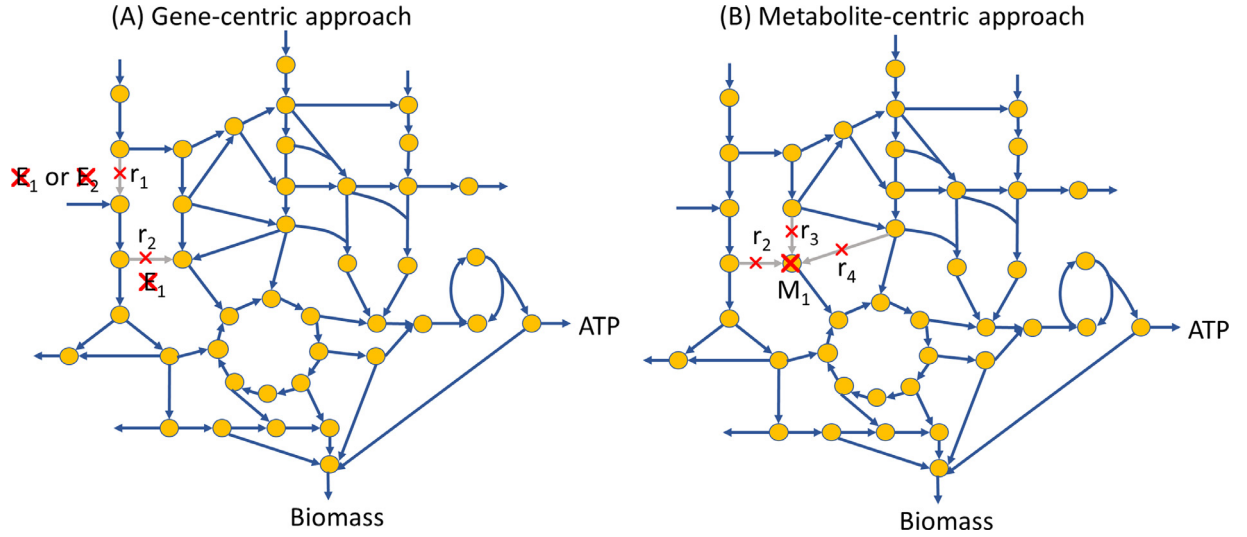 (A) Gene-centric approach
(B) Metabolite-centric approach
E1 or E2
r1
r2
E1
ATP
Biomass
r2
r3
r4
M1
ATP
Biomass